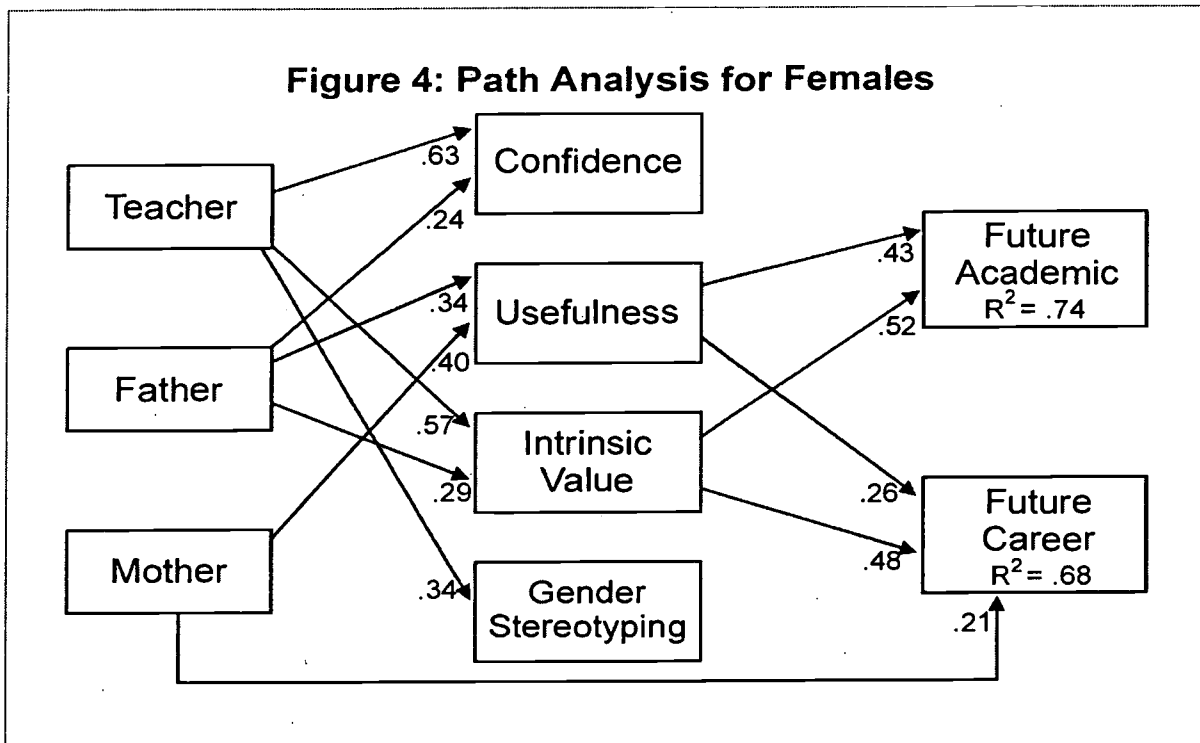 Figure 4: Path Analysis for Females
Teacher
Father
Mother
.63
.24
.34
.40
.57
.29
.34
Confidence
Usefulness
Intrinsic
Value
Gender
Stereotyping
.43
.52
.26
.48
.21
Future
Academic
R² = .74
Future
Career
R² = .68